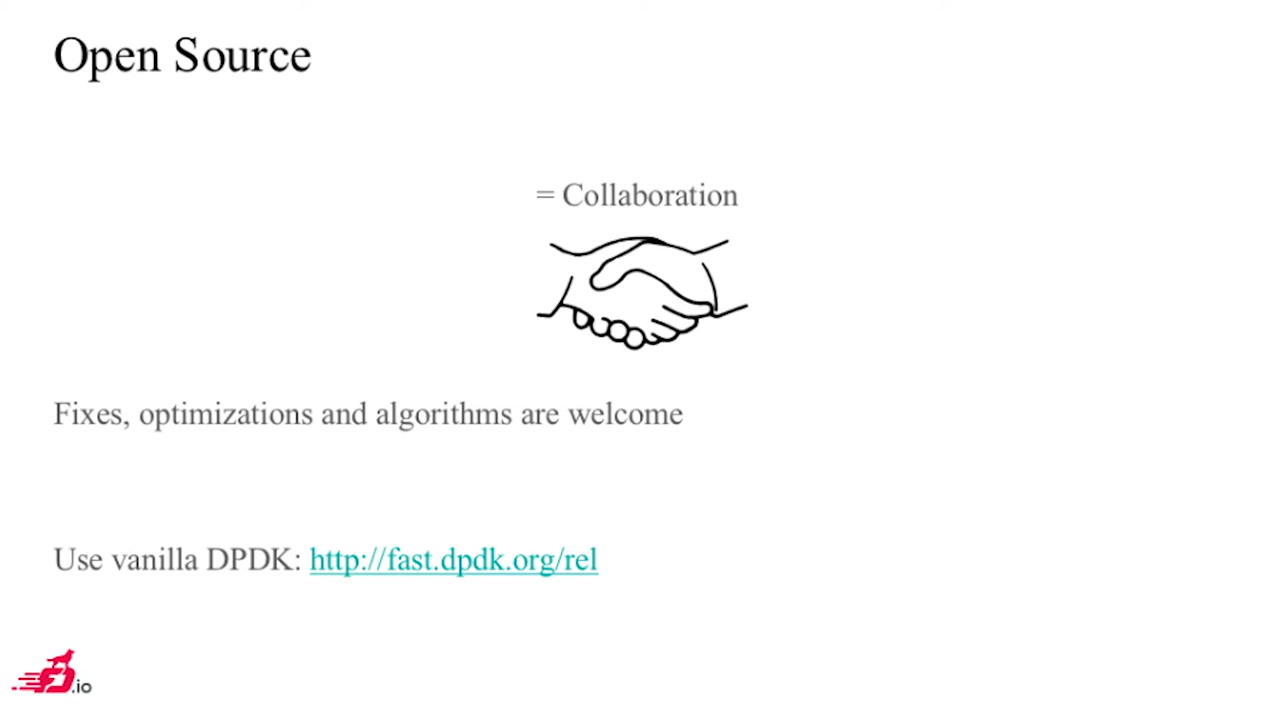 Open Source
= Collaboration
Fixes, optimizations and algorithms are welcome
Use vanilla DPDK: http://fast.dpdk.org/rel
.io